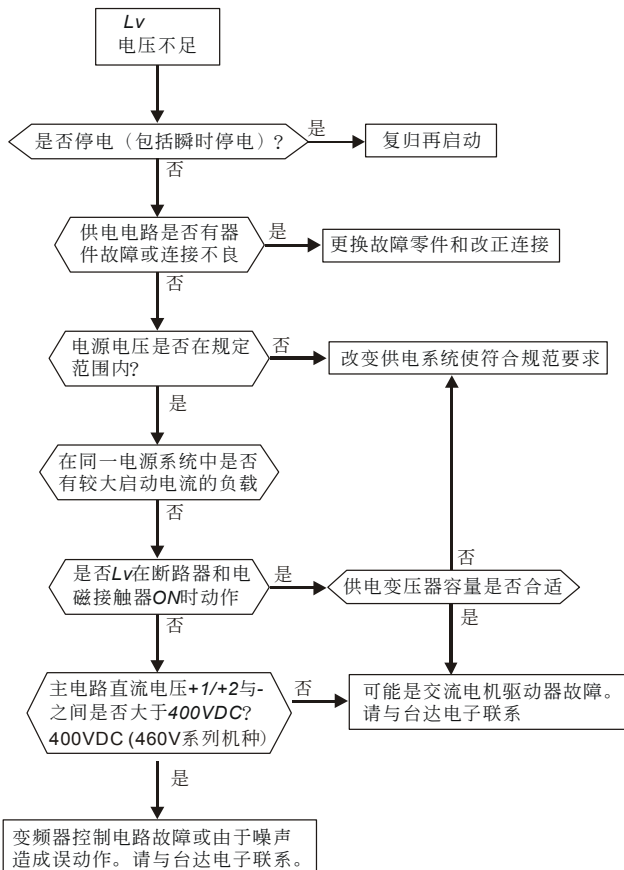 Lv
电压不足
是否停电（包括瞬时停电）?
是
复归再启动
否
供电电路是否有器
件故障或连接不良
是
更换故障零件和改正连接
否
电源电压是否在规定
范围内?
否
改变供电系统使符合规范要求
是
在同一电源系统中是否
有较大启动电流的负载
否
是否Lv在断路器和电
磁接触器ON时动作
是
供电变压器容量是否合适
否
是
否
主电路直流电压+1/+2与-
之间是否大于400VDC?
400VDC (460V系列机种)
否
可能是交流电机驱动器故障。
请与台达电子联系
是
变频器控制电路故障或由于噪声
造成误动作。请与台达电子联系。